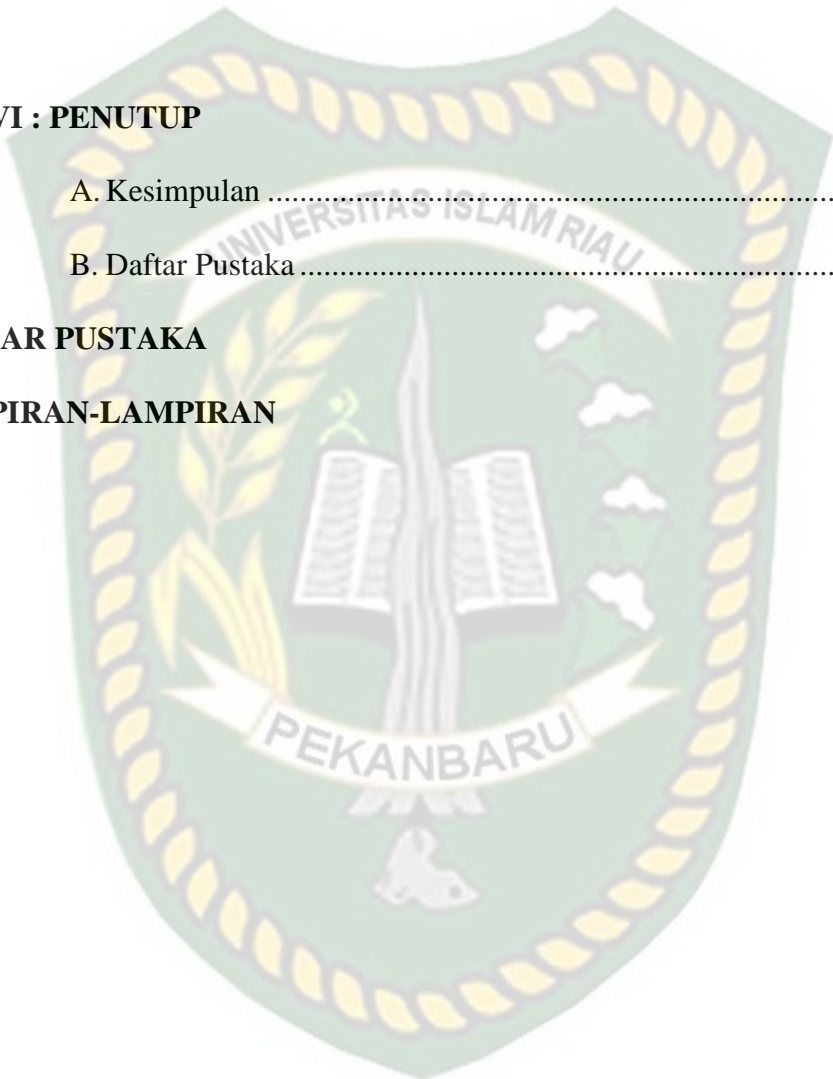 VI : PENUTUP
A. Kesimpulan ........................................................................
UNIVERSITAS ISLAM RIAU
B. Daftar Pustaka ....................................................................
AR PUSTAKA
PIRAN-LAMPIRAN
PEKANBARU